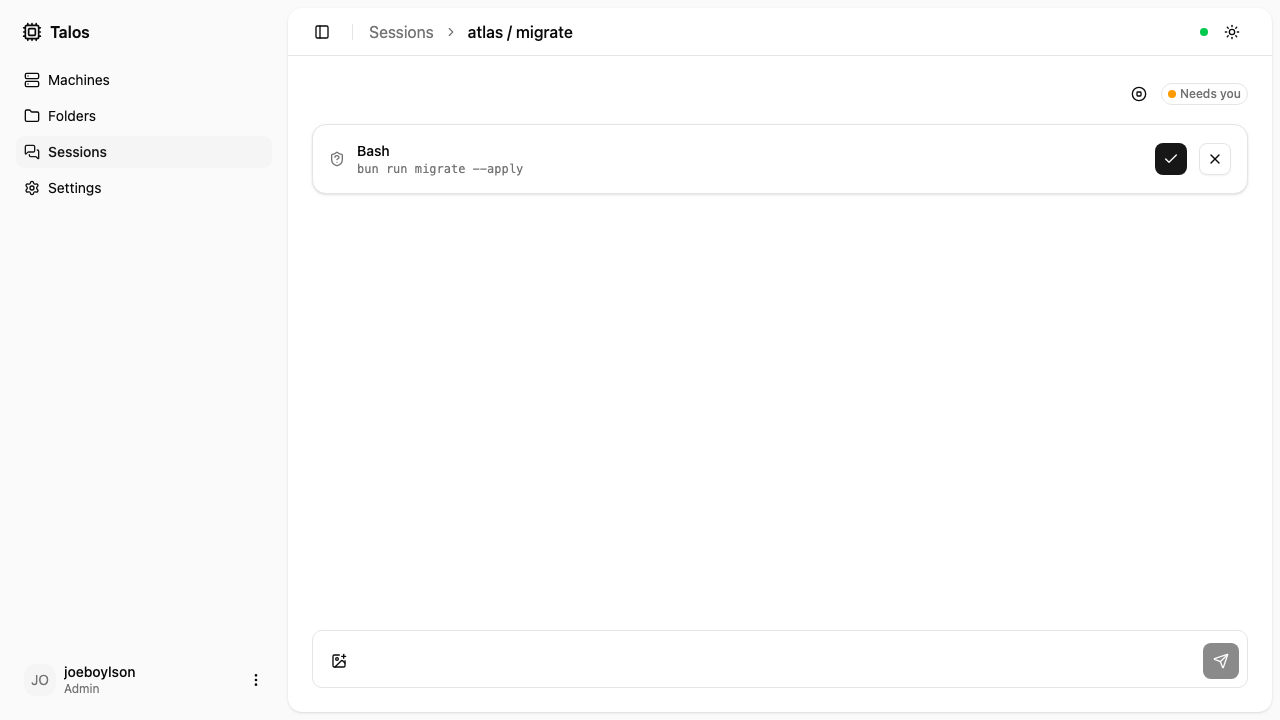 Talos
Machines
Folders
Sessions
Settings
Sessions
atlas / migrate
Needs you
Bash
bun run migrate --apply
JO
joeboylson
Admin